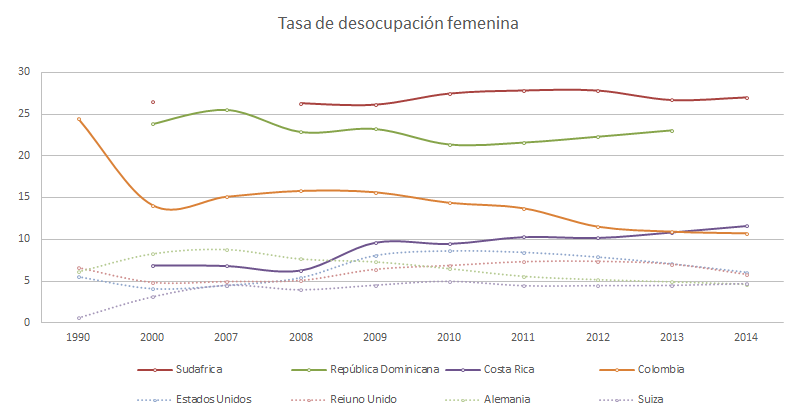 Tasa de desocupación femenina
30
25
20
15
10
5
0
1990 2000 2007 2008 2009 2010 2011 2012 2013 2014
Sudafrica República Dominicana Costa Rica Colombia
Estados Unidos Reiuno Unido Alemania Suiza